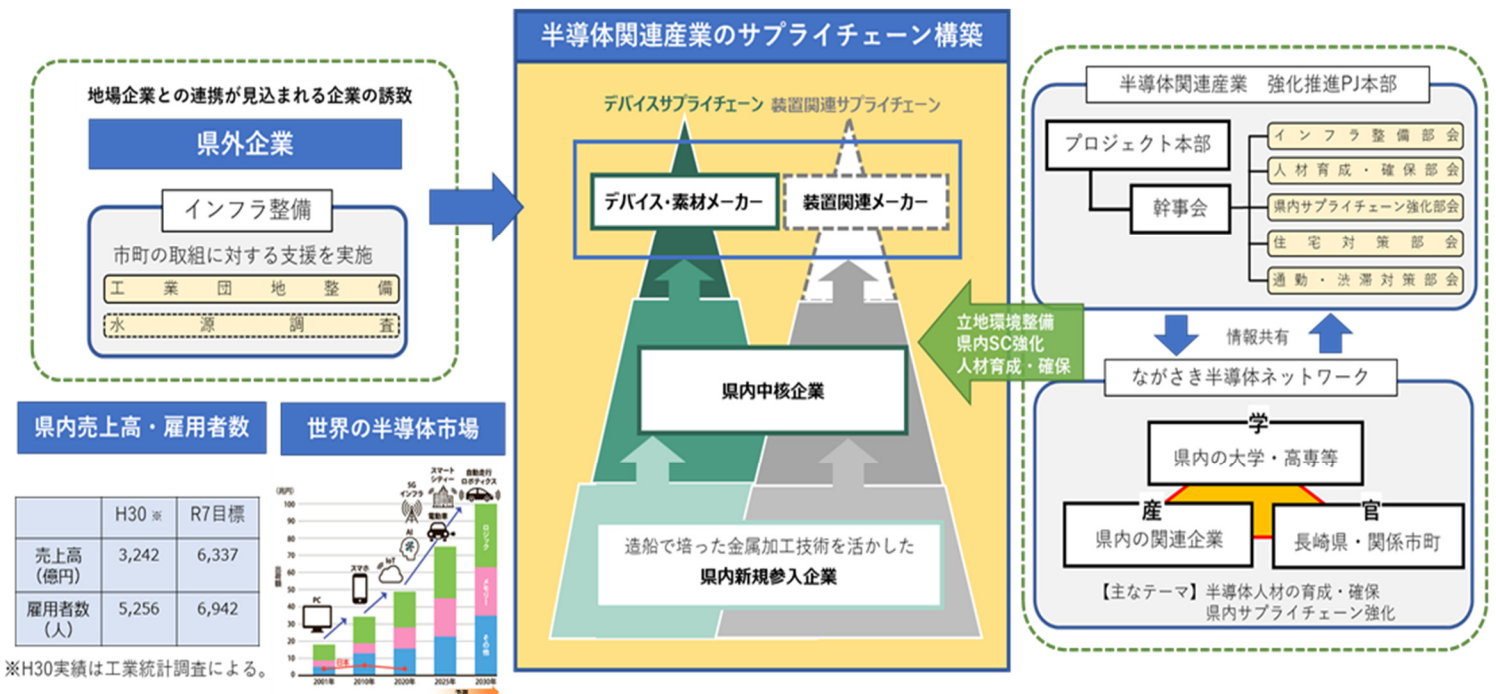 半導体関連産業のサプライチェーン構築
地場企業との連携が見込まれる企業の誘致
県外企業
インフラ整備
市町の取組に対する支援を実施
工業団地整備
水源調査
県内売上高・雇用者数
H30 ※ R7目標
売上高(億円) 3,242 6,337
雇用者数(人) 5,256 6,942
※H30実績は工業統計調査による。
世界の半導体市場
(兆円)
100
90
80
70
60
50
40
30
20
10
0
PC
スマホ
IoT
AI
5G
インフラ
電動車
スマート
シティー
自動走行
ロボティクス
ロジック
メモリー
その他
日本
2001年 2010年 2020年 2025年 2030年
デバイスサプライチェーン 装置関連サプライチェーン
デバイス・素材メーカー
装置関連メーカー
県内中核企業
造船で培った金属加工技術を活かした
県内新規参入企業
立地環境整備
県内SC強化
人材育成・確保
半導体関連産業 強化推進PJ本部
プロジェクト本部
幹事会
インフラ整備部会
人材育成・確保部会
県内サプライチェーン強化部会
住宅対策部会
通勤・渋滞対策部会
情報共有
ながさき半導体ネットワーク
学
県内の大学・高専等
産
県内の関連企業
官
長崎県・関係市町
【主なテーマ】半導体人材の育成・確保
県内サプライチェーン強化